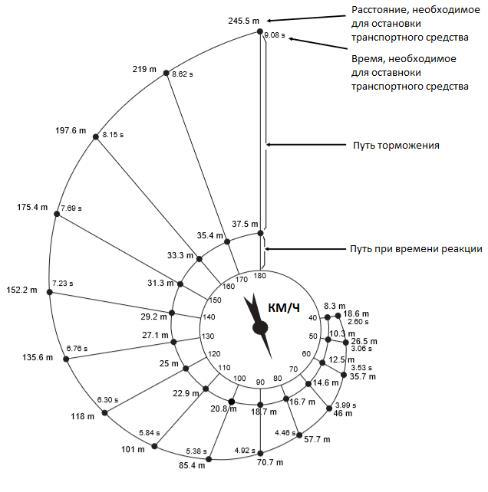 245.5 m
Расстояние, необходимое
для остановки
транспортного средства
9.08 s
Время, необходимое
для оставноки
транспортного средства
219 m
8.62 s
197.6 m
8.15 s
Путь торможения
175.4 m
7.69 s
35.4 m
37.5 m
33.3 m
Путь при времени реакции
152.2 m
7.23 s
31.3 m
150
160
170
180
КМ/Ч
29.2 m
140
40
8.3 m
18.6 m
2.60 s
135.6 m
6.76 s
27.1 m
130
50
10.3 m
26.5 m
3.06 s
118 m
6.30 s
25 m
120
60
12.5 m
3.53 s
35.7 m
101 m
5.84 s
22.9 m
110
100
90
80
70
14.6 m
3.99 s
46 m
85.4 m
5.38 s
20.8 m
18.7 m
16.7 m
4.92 s
70.7 m
4.46 s
57.7 m